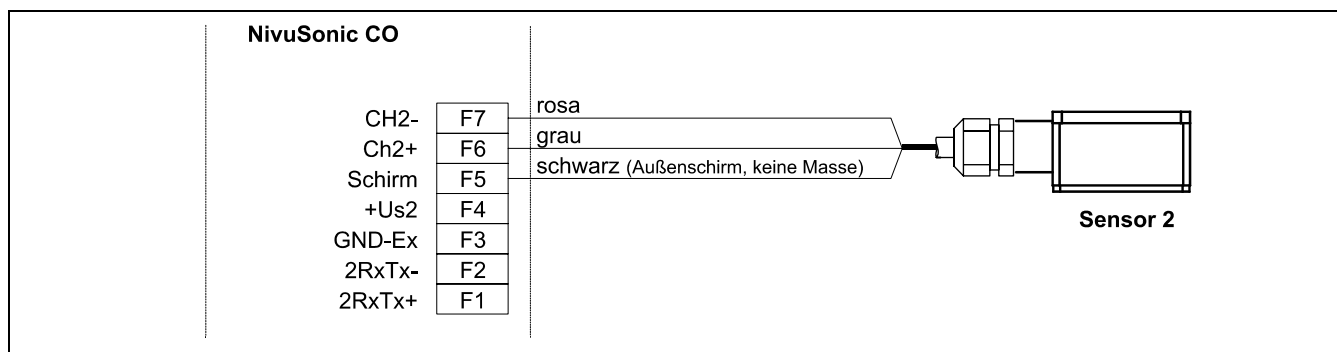 NivuSonic CO
CH2- F7 rosa
Ch2+ F6 grau
Schirm F5 schwarz (Außenschirm, keine Masse)
+Us2 F4
GND-Ex F3
2RxTx- F2
2RxTx+ F1
Sensor 2